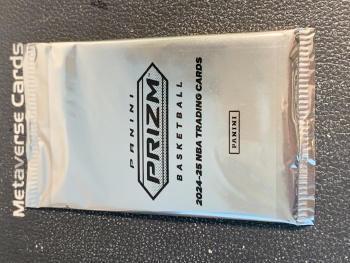 Metaverse Cards
PANINI
PRIZM
BASKETBALL
2024-25 NBA TRADING CARDS
PANINI